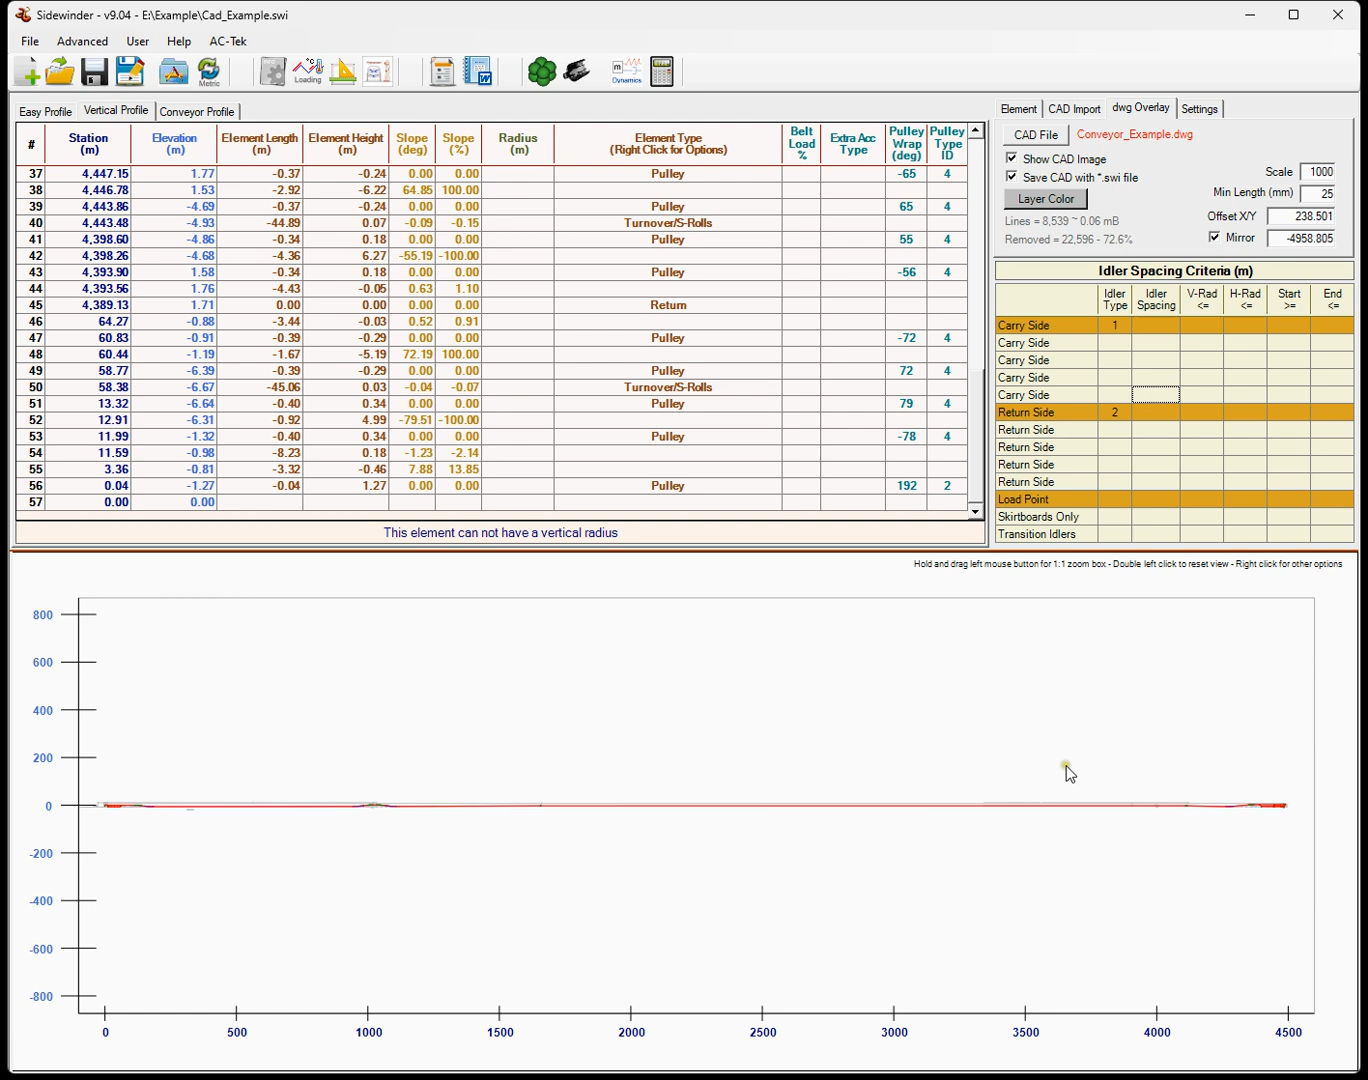 Sidewinder - v9.04 - E:\Example\Cad_Example.swi
File Advanced User Help AC-Tek
Metric °C Loading W m Dynamics
Easy Profile Vertical Profile Conveyor Profile
# Station (m) Elevation (m) Element Length (m) Element Height (m) Slope (deg) Slope (%) Radius (m) Element Type (Right Click for Options) Belt Load % Extra Acc Type Pulley Wrap (deg) Pulley Type ID
37 4,447.15 1.77 -0.37 -0.24 0.00 0.00 Pulley -65 4
38 4,446.78 1.53 -2.92 -6.22 64.85 100.00
39 4,443.86 -4.69 -0.37 -0.24 0.00 0.00 Pulley 65 4
40 4,443.48 -4.93 -44.89 0.07 -0.09 -0.15 Turnover/S-Rolls
41 4,398.60 -4.86 -0.34 0.18 0.00 0.00 Pulley 55 4
42 4,398.26 -4.68 -4.36 6.27 -55.19 -100.00
43 4,393.90 1.58 -0.34 0.18 0.00 0.00 Pulley -56 4
44 4,393.56 1.76 -4.43 -0.05 0.63 1.10
45 4,389.13 1.71 0.00 0.00 0.00 0.00 Return
46 64.27 -0.88 -3.44 -0.03 0.52 0.91
47 60.83 -0.91 -0.39 -0.29 0.00 0.00 Pulley -72 4
48 60.44 -1.19 -1.67 -5.19 72.19 100.00
49 58.77 -6.39 -0.39 -0.29 0.00 0.00 Pulley 72 4
50 58.38 -6.67 -45.06 0.03 -0.04 -0.07 Turnover/S-Rolls
51 13.32 -6.64 -0.40 0.34 0.00 0.00 Pulley 79 4
52 12.91 -6.31 -0.92 4.99 -79.51 -100.00
53 11.99 -1.32 -0.40 0.34 0.00 0.00 Pulley -78 4
54 11.59 -0.98 -8.23 0.18 -1.23 -2.14
55 3.36 -0.81 -3.32 -0.46 7.88 13.85
56 0.04 -1.27 -0.04 1.27 0.00 0.00 Pulley 192 2
57 0.00 0.00
This element can not have a vertical radius
Element CAD Import dwg Overlay Settings
CAD File Conveyor_Example.dwg
Show CAD Image
Save CAD with *.swi file
Layer Color
Lines = 8,539 ~ 0.06 mB
Removed = 22,596 - 72.6%
Scale 1000
Min Length (mm) 25
Offset X/Y 238.501
Mirror -4958.805
Idler Spacing Criteria (m)
Idler Type Idler Spacing V-Rad <= H-Rad <= Start >= End <=
Carry Side 1
Carry Side
Carry Side
Carry Side
Carry Side
Return Side 2
Return Side
Return Side
Return Side
Return Side
Load Point
Skirtboards Only
Transition Idlers
Hold and drag left mouse button for 1:1 zoom box - Double left click to reset view - Right click for other options
800
600
400
200
0
-200
-400
-600
-800
0 500 1000 1500 2000 2500 3000 3500 4000 4500